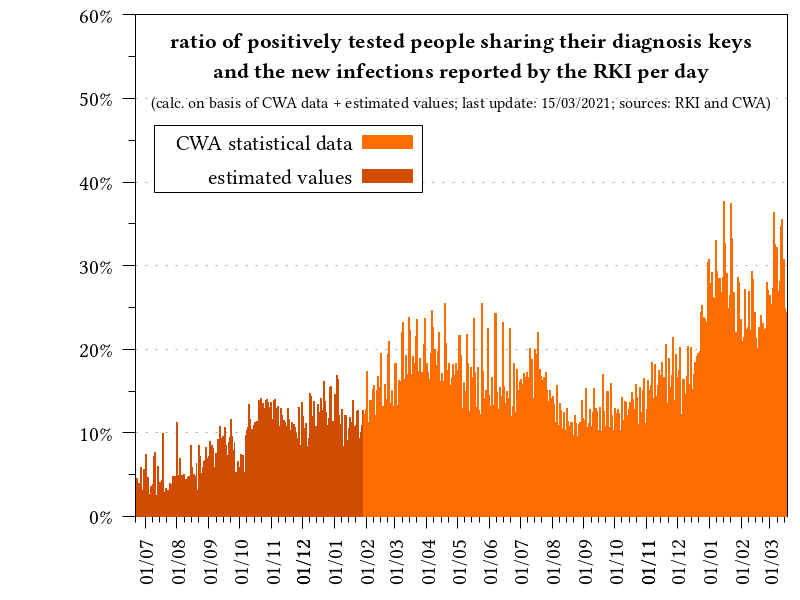 60%
ratio of positively tested people sharing their diagnosis keys
and the new infections reported by the RKI per day
50%
(calc. on basis of CWA data + estimated values; last update: 15/03/2021; sources: RKI and CWA)
CWA statistical data
estimated values
40%
30%
20%
10%
0%
01/07 01/08 01/09 01/10 01/11 01/12 01/01 01/02 01/03 01/04 01/05 01/06 01/07 01/08 01/09 01/10 01/11 01/12 01/01 01/02 01/03